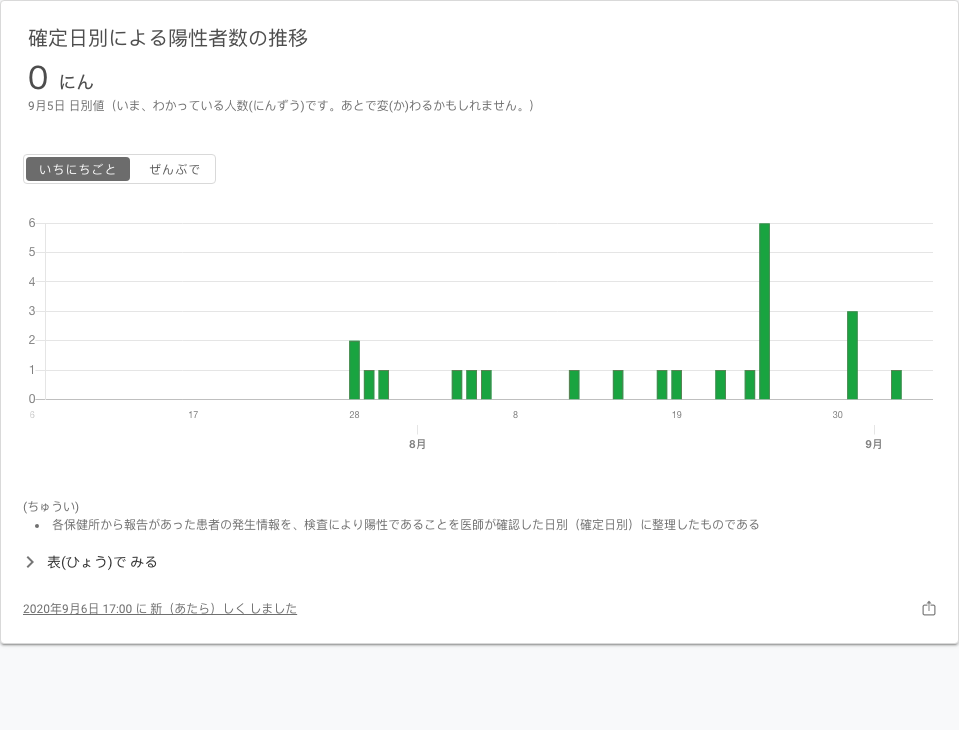 確定日別による陽性者数の推移
0 にん
9月5日 日別値（いま、わかっている人数(にんずう)です。あとで変(か)わるかもしれません。）
いちにちごと ぜんぶで
6
5
4
3
2
1
0
6 17 28 8 19 30
8月 9月
(ちゅうい)
• 各保健所から報告があった患者の発生情報を、検査により陽性であることを医師が確認した日別（確定日別）に整理したものである
表(ひょう)で みる
2020年9月6日 17:00 に 新（あたら）しく しました